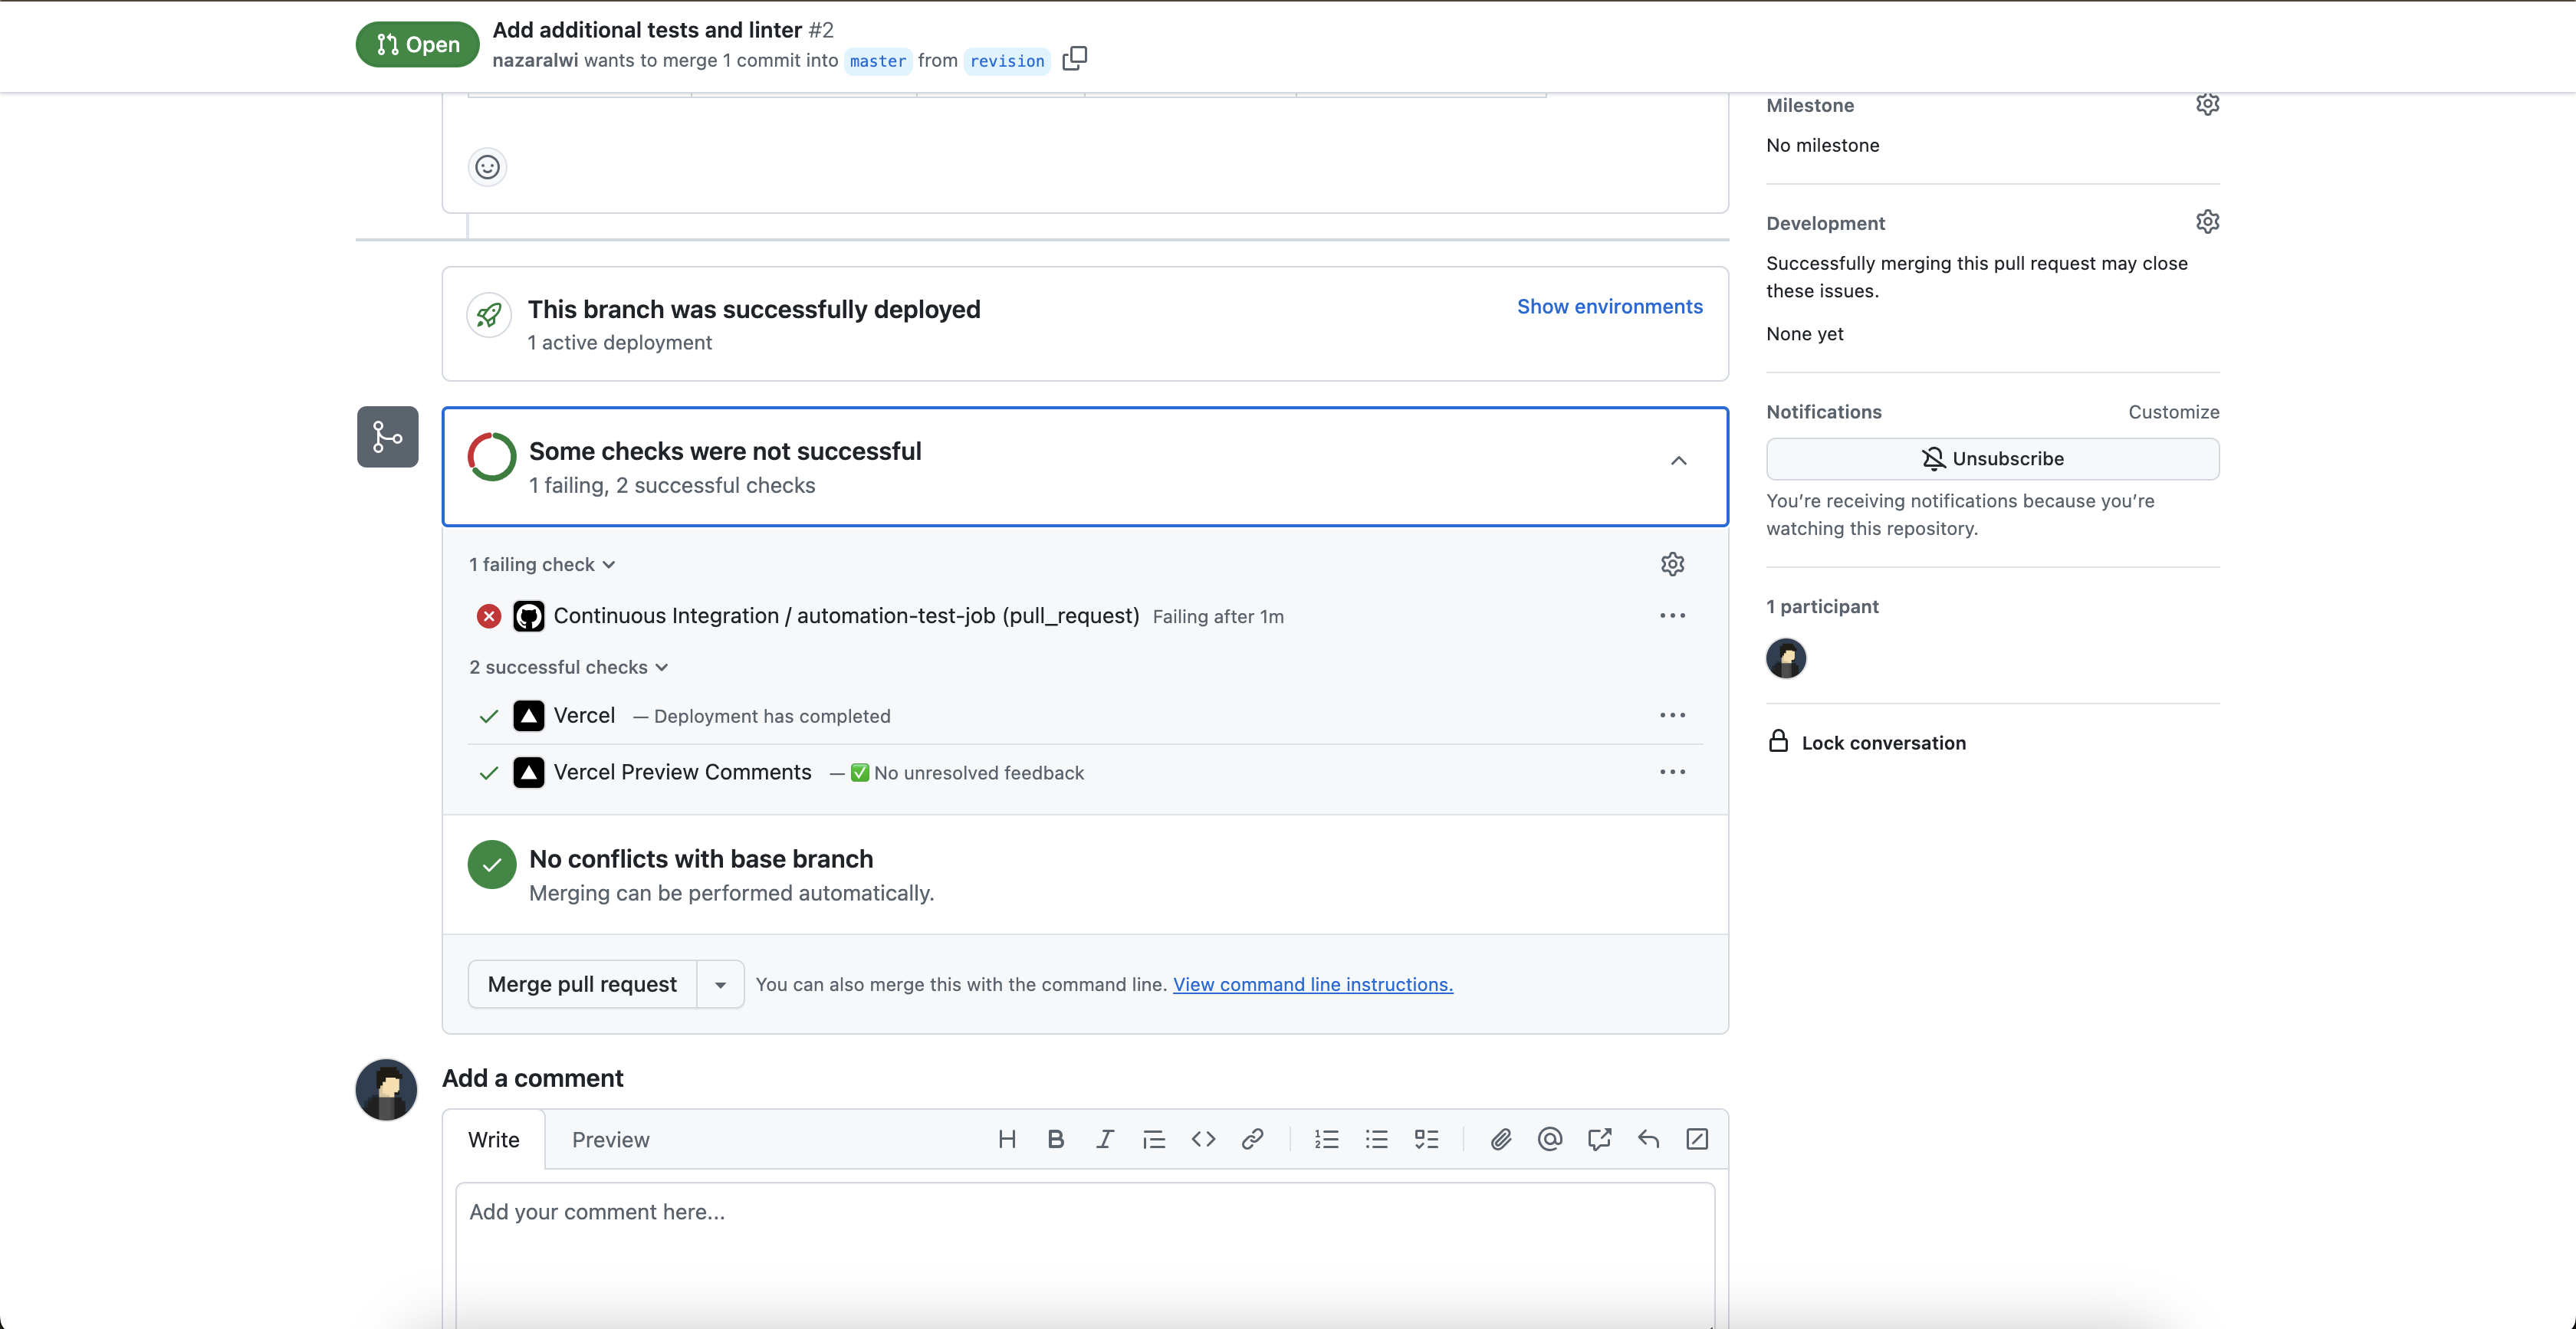 Open
Add additional tests and linter #2
nazaralwi wants to merge 1 commit into master from revision
Milestone
No milestone
Development
Successfully merging this pull request may close
these issues.
None yet
Notifications
Customize
Unsubscribe
You’re receiving notifications because you’re
watching this repository.
1 participant
Lock conversation
This branch was successfully deployed
1 active deployment
Show environments
Some checks were not successful
1 failing, 2 successful checks
1 failing check
Continuous Integration / automation-test-job (pull_request) Failing after 1m
2 successful checks
Vercel — Deployment has completed
Vercel Preview Comments — ✅ No unresolved feedback
No conflicts with base branch
Merging can be performed automatically.
Merge pull request
You can also merge this with the command line. View command line instructions.
Add a comment
Write
Preview
Add your comment here...